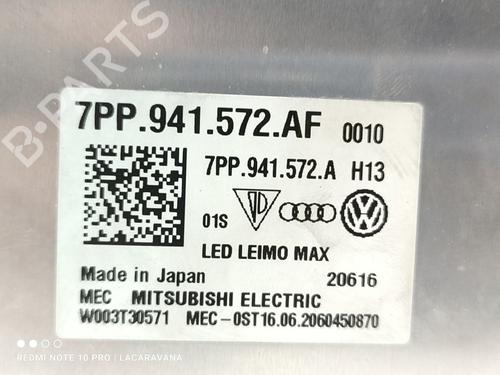 B-PARTS
7PP.941.572.AF 0010
7PP.941.572.A H13
01S
LED LEIMO MAX
Made in Japan 20616
MEC MITSUBISHI ELECTRIC
W003T30571 MEC-0ST16.06.2060450870
REDMI NOTE 10 PRO | LACARAVANA